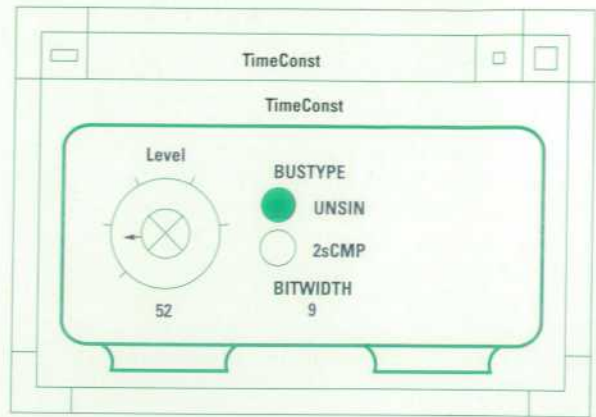 TimeConst
TimeConst
Level
BUSTYPE
UNSIN
2sCMP
BITWIDTH
52
9